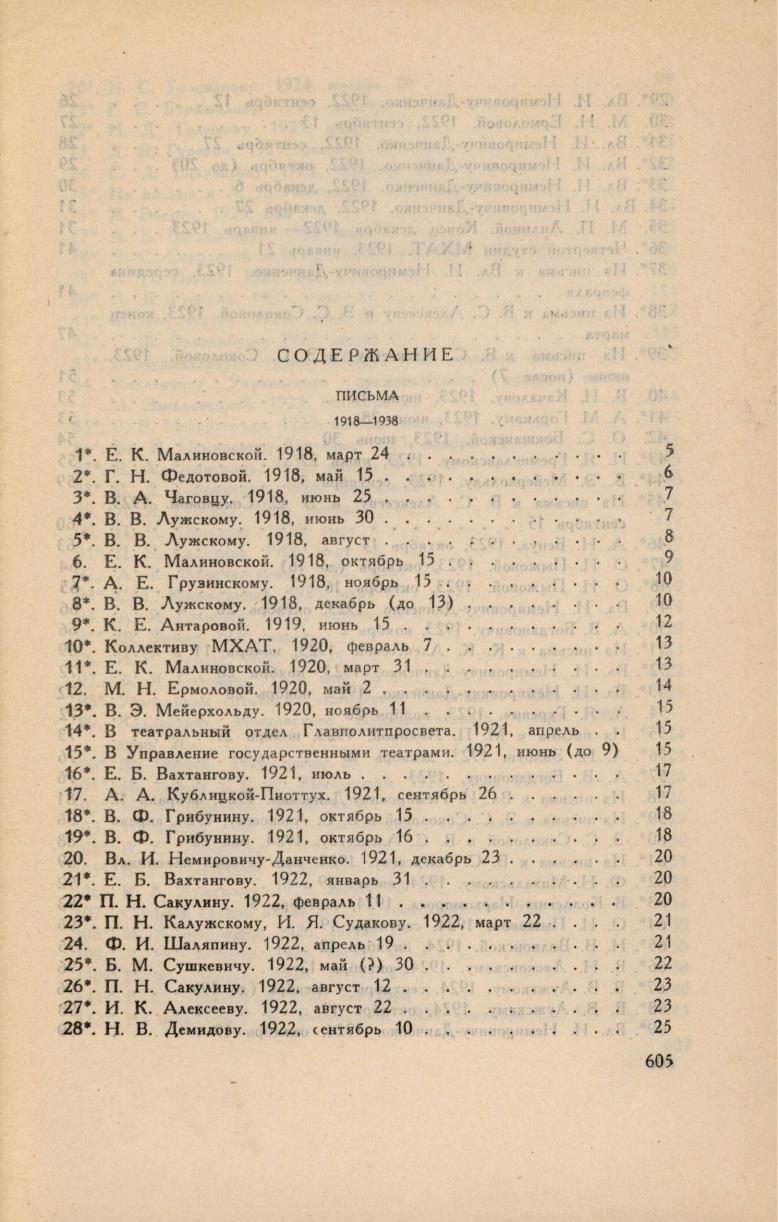 СОДЕРЖАНИЕ
ПИСЬМА
1918—1938
1*. Е. К. Малиновской. 1918, март 24 . . . . . . . . . . . 5
2*. Г. Н. Федотовой. 1918, май 15 . . . . . . . . . . . . 6
3*. В. А. Чаговцу. 1918, июнь 25 . . . . . . . . . . . . 7
4*. В. В. Лужскому. 1918, июнь 30 . . . . . . . . . . . . 7
5*. В. В. Лужскому. 1918, август . . . . . . . . . . . . 8
6. Е. К. Малиновской. 1918, октябрь 15 . . . . . . . . . 9
7*. А. Е. Грузинскому. 1918, ноябрь 15 . . . . . . . . . 10
8*. В. В. Лужскому. 1918, декабрь (до 13) . . . . . . . . 10
9*. К. Е. Антаровой. 1919, июнь 15 . . . . . . . . . . . 12
10*. Коллективу МХАТ. 1920, февраль 7 . . . . . . . . . 13
11*. Е. К. Малиновской. 1920, март 31 . . . . . . . . . . 13
12. М. Н. Ермоловой. 1920, май 2 . . . . . . . . . . . . 14
13*. В. Э. Мейерхольду. 1920, ноябрь 11 . . . . . . . . . 15
14*. В театральный отдел Главполитпросвета. 1921, апрель . . 15
15*. В Управление государственными театрами. 1921, июнь (до 9) 15
16*. Е. Б. Вахтангову. 1921, июль . . . . . . . . . . . . 17
17. А. А. Кублицкой-Пиоттух. 1921, сентябрь 26 . . . . . . 17
18*. В. Ф. Грибунину. 1921, октябрь 15 . . . . . . . . . . 18
19*. В. Ф. Грибунину. 1921, октябрь 16 . . . . . . . . . . 18
20. Вл. И. Немировичу-Данченко. 1921, декабрь 23 . . . . . . 20
21*. Е. Б. Вахтангову. 1922, январь 31 . . . . . . . . . . 20
22* П. Н. Сакулину. 1922, февраль 11 . . . . . . . . . . . 20
23*. П. Н. Калужскому, И. Я. Судакову. 1922, март 22 . . . . 21
24. Ф. И. Шаляпину. 1922, апрель 19 . . . . . . . . . . . 21
25*. Б. М. Сушкевичу. 1922, май (?) 30 . . . . . . . . . . 22
26*. П. Н. Сакулину. 1922, август 12 . . . . . . . . . . . 23
27*. И. К. Алексееву. 1922, август 22 . . . . . . . . . . . 23
28*. Н. В. Демидову. 1922, сентябрь 10 . . . . . . . . . . 25
605